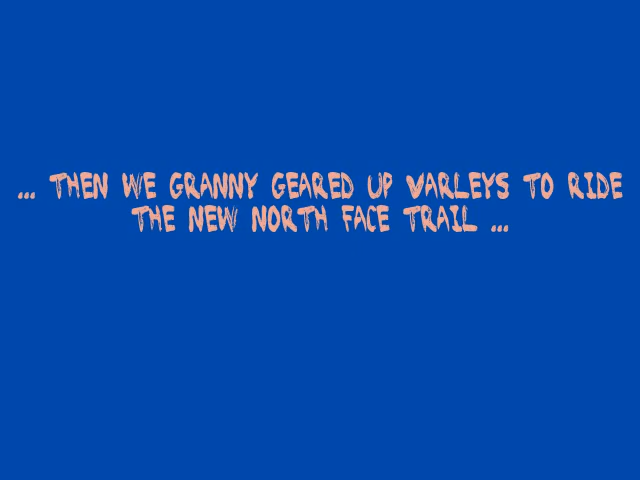 ... THEN WE GRANNY GEARED UP VARLEYS TO RIDE
THE NEW NORTH FACE TRAIL ...